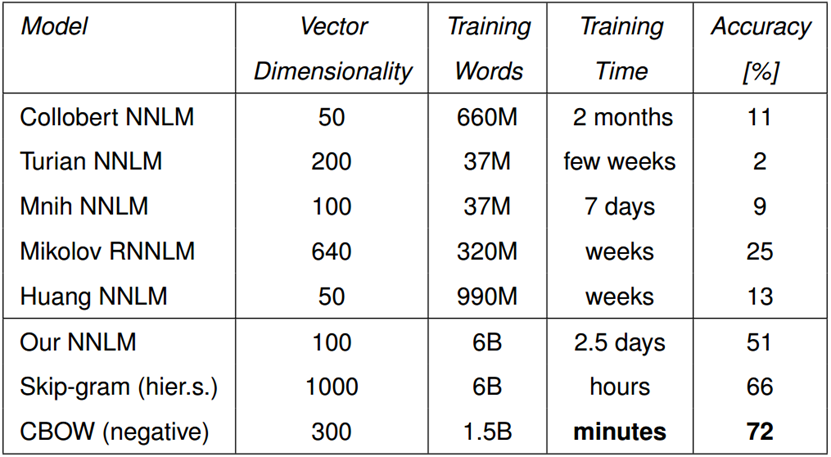 Model Vector Training Training Accuracy
Dimensionality Words Time [%]
Collobert NNLM 50 660M 2 months 11
Turian NNLM 200 37M few weeks 2
Mnih NNLM 100 37M 7 days 9
Mikolov RNNLM 640 320M weeks 25
Huang NNLM 50 990M weeks 13
Our NNLM 100 6B 2.5 days 51
Skip-gram (hier.s.) 1000 6B hours 66
CBOW (negative) 300 1.5B minutes 72